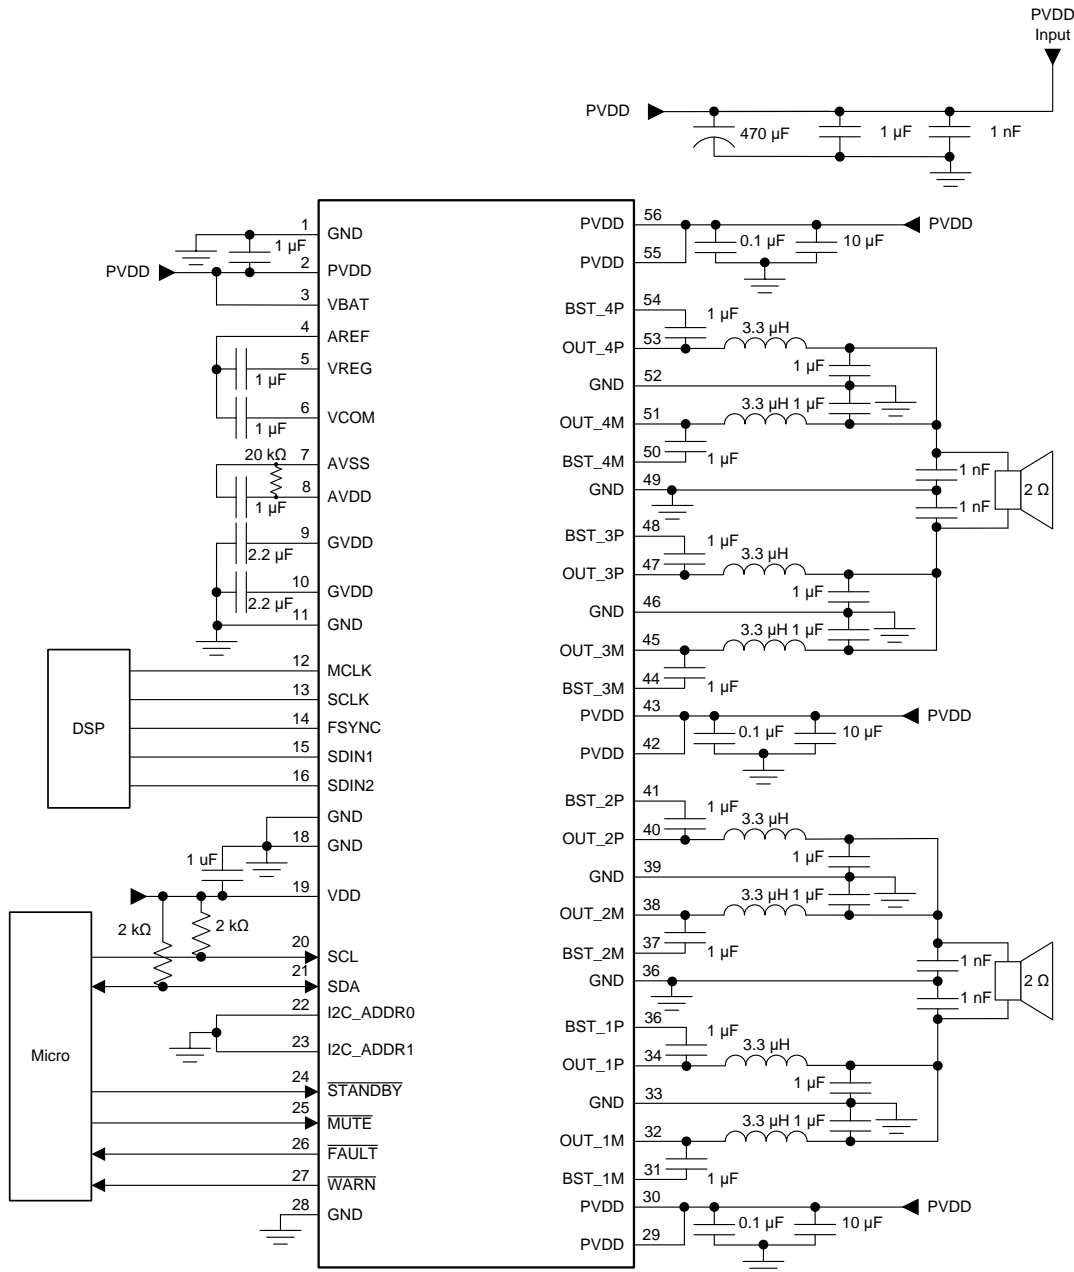 PVDD
Input
PVDD
470 µF
1 µF
1 nF
1
GND
1 µF
2
PVDD
PVDD
3
VBAT
4
AREF
5
VREG
1 µF
6
VCOM
1 µF
20 kΩ
7
AVSS
8
AVDD
1 µF
9
GVDD
2.2 µF
10
GVDD
2.2 µF
11
GND
DSP
12
MCLK
13
SCLK
14
FSYNC
15
SDIN1
16
SDIN2
GND
18
GND
1 uF
19
VDD
2 kΩ
2 kΩ
Micro
20
SCL
21
SDA
22
I2C_ADDR0
23
I2C_ADDR1
24
STANDBY
25
MUTE
26
FAULT
27
WARN
28
GND
PVDD
56
PVDD
0.1 µF
10 µF
PVDD
55
BST_4P
54
1 µF
3.3 µH
OUT_4P
53
1 µF
GND
52
3.3 µH
1 µF
OUT_4M
51
BST_4M
50
1 µF
1 nF
2 Ω
GND
49
1 nF
BST_3P
48
1 µF
3.3 µH
OUT_3P
47
1 µF
GND
46
3.3 µH
1 µF
OUT_3M
45
BST_3M
44
1 µF
PVDD
43
PVDD
0.1 µF
10 µF
PVDD
42
BST_2P
41
1 µF
3.3 µH
OUT_2P
40
1 µF
GND
39
3.3 µH
1 µF
OUT_2M
38
BST_2M
37
1 µF
1 nF
2 Ω
GND
36
1 nF
BST_1P
36
1 µF
3.3 µH
OUT_1P
34
1 µF
GND
33
3.3 µH
1 µF
OUT_1M
32
BST_1M
31
1 µF
PVDD
30
PVDD
0.1 µF
10 µF
PVDD
29